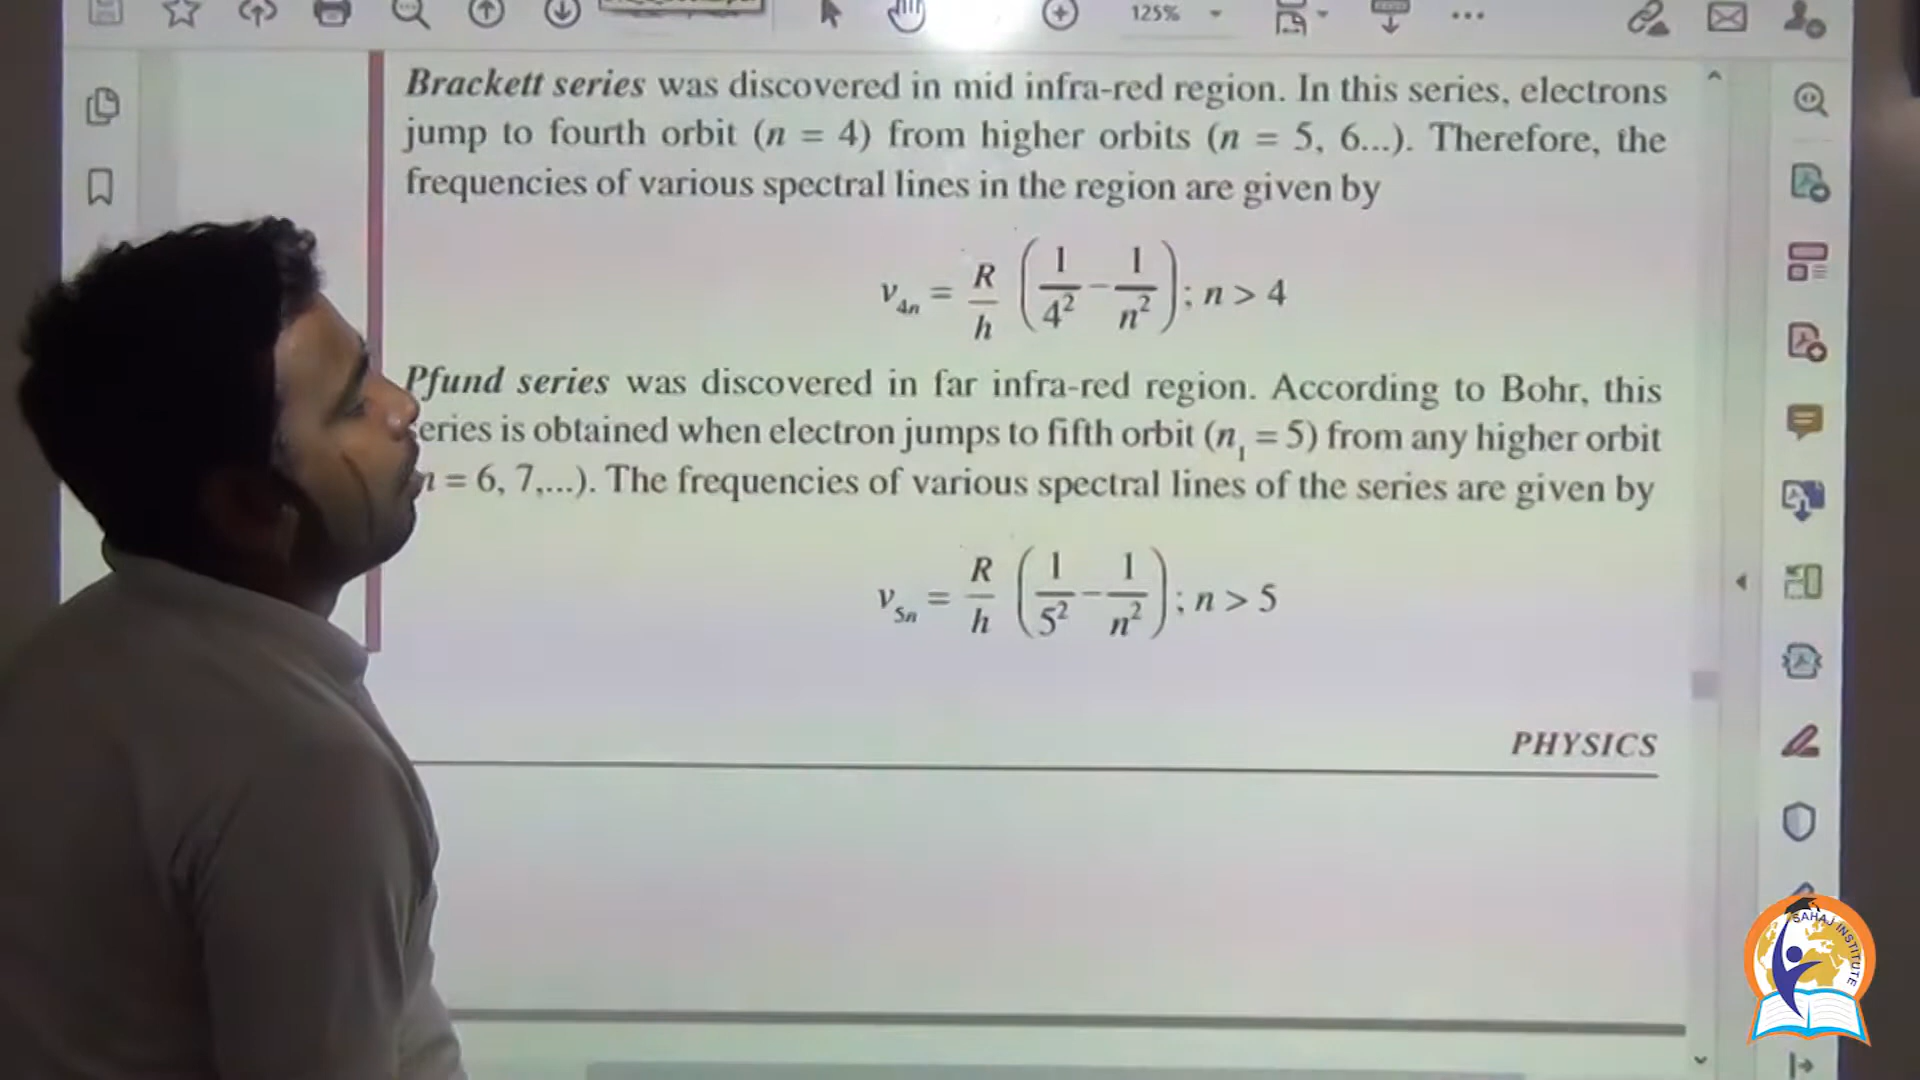 125%
Brackett series was discovered in mid infra-red region. In this series, electrons
jump to fourth orbit (n = 4) from higher orbits (n = 5, 6...). Therefore, the
frequencies of various spectral lines in the region are given by
ν₄ₙ = R/h (1/4² − 1/n²); n > 4
Pfund series was discovered in far infra-red region. According to Bohr, this
eries is obtained when electron jumps to fifth orbit (n₁ = 5) from any higher orbit
n = 6, 7,...). The frequencies of various spectral lines of the series are given by
ν₅ₙ = R/h (1/5² − 1/n²); n > 5
PHYSICS
SAHAJ INSTITUTE